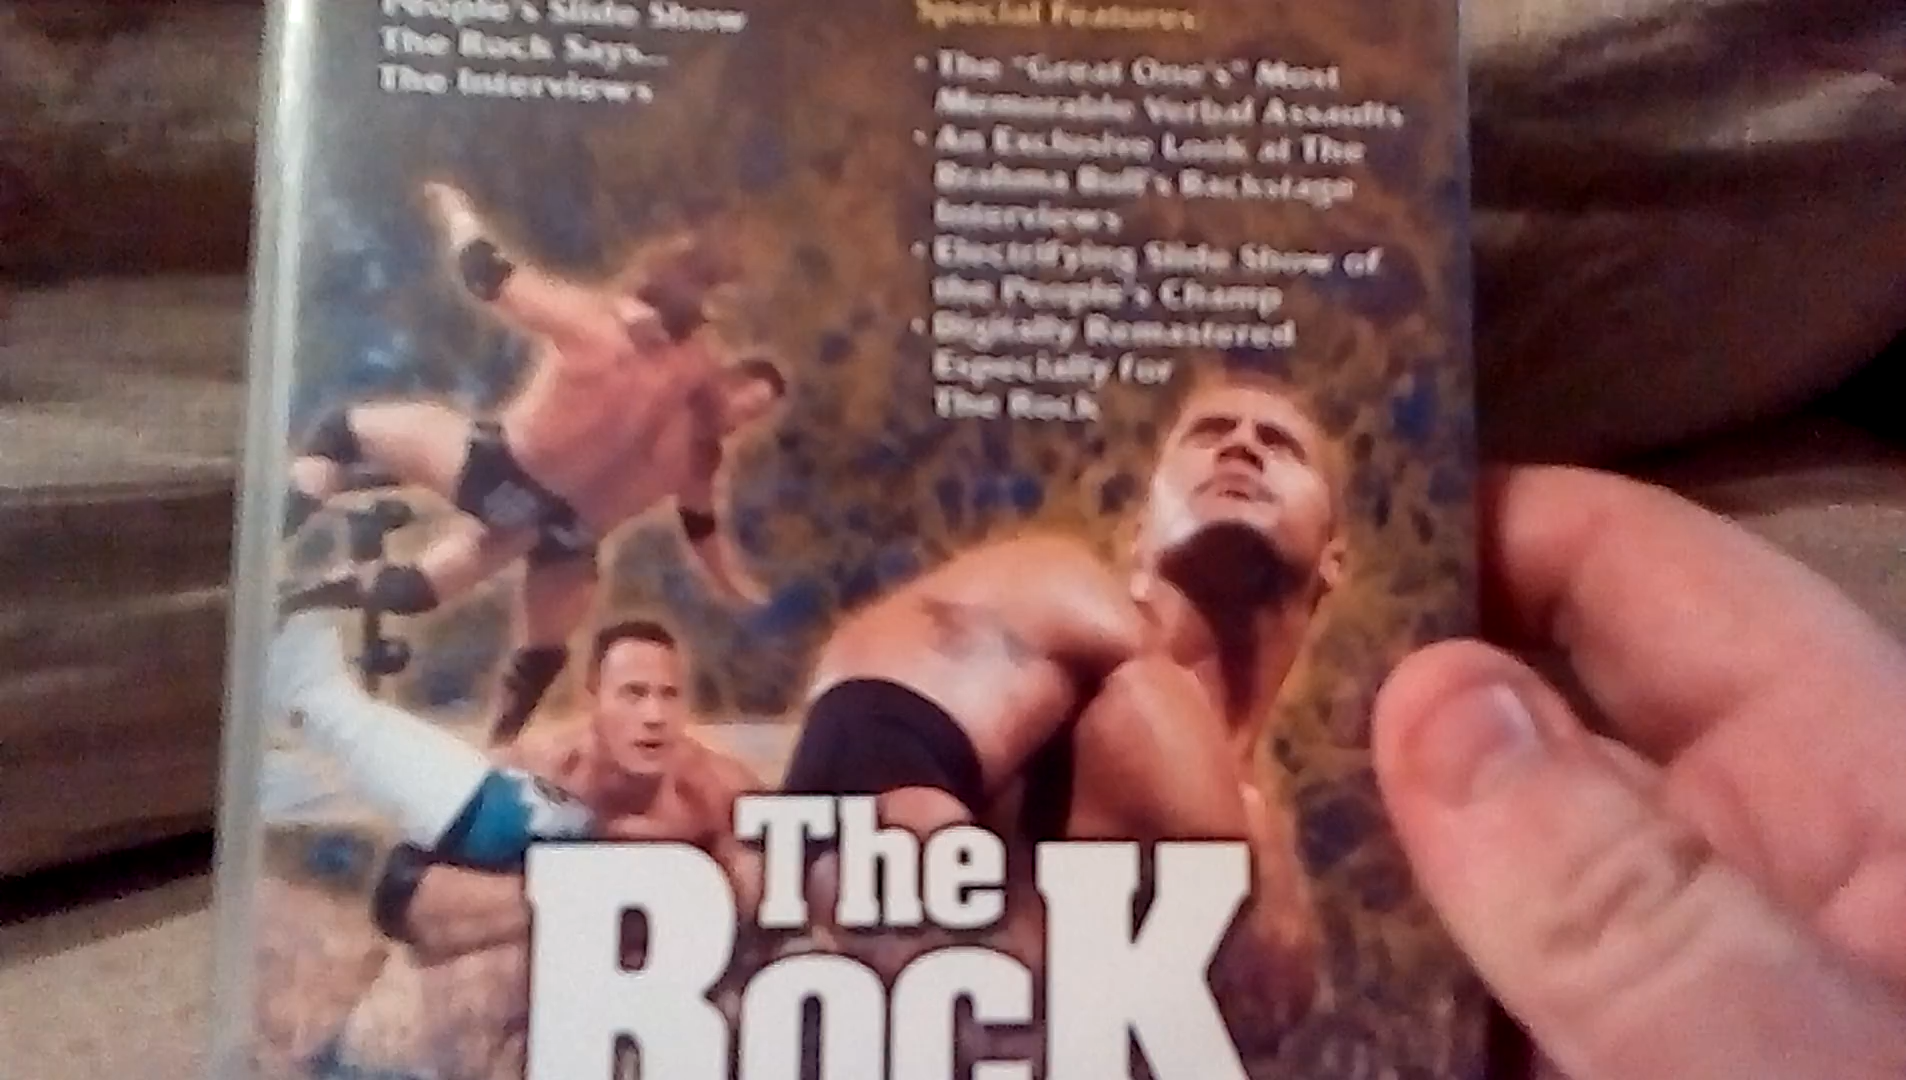 People's Slide Show
The Rock Says...
The Interviews
Special Features
• The "Great One's" Most
Memorable Verbal Assaults
• An Exclusive Look at The
Brahma Bull's Backstage
Interviews
• Electrifying Slide Show of
the People's Champ
• Digitally Remastered
Especially for
The Rock
The
Rock